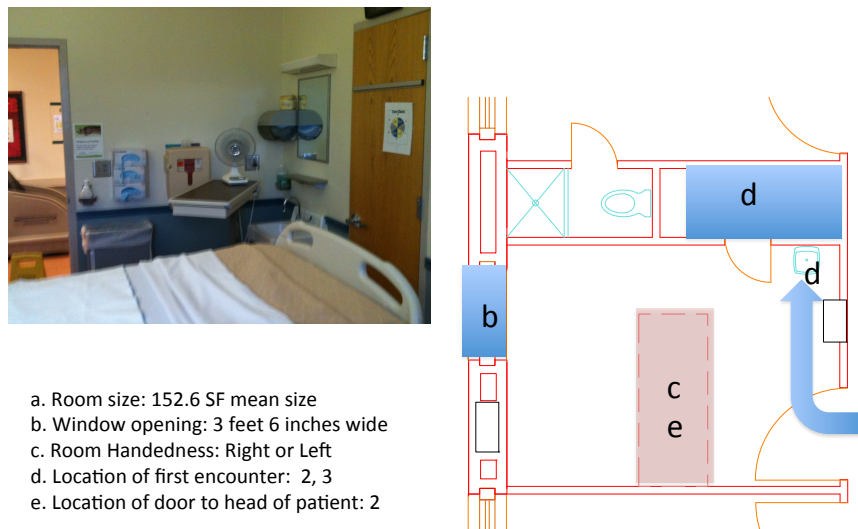 d
d
b
c
e
a. Room size: 152.6 SF mean size
b. Window opening: 3 feet 6 inches wide
c. Room Handedness: Right or Left
d. Location of first encounter:  2, 3
e. Location of door to head of patient: 2